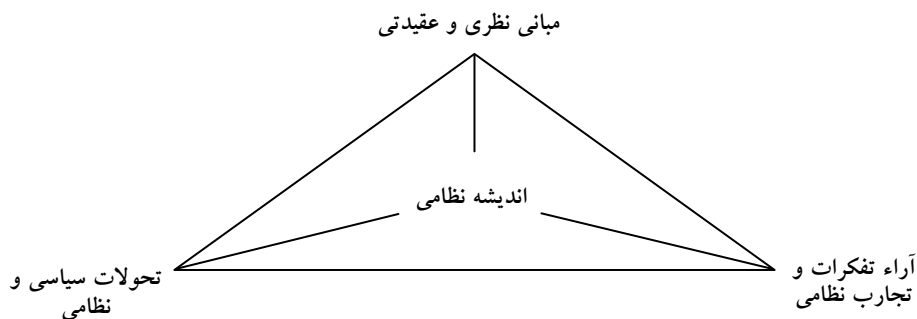 مبانی نظری و عقیدتی
اندیشه نظامی
آراء تفکرات و
تجارب نظامی
تحولات سیاسی و
نظامی